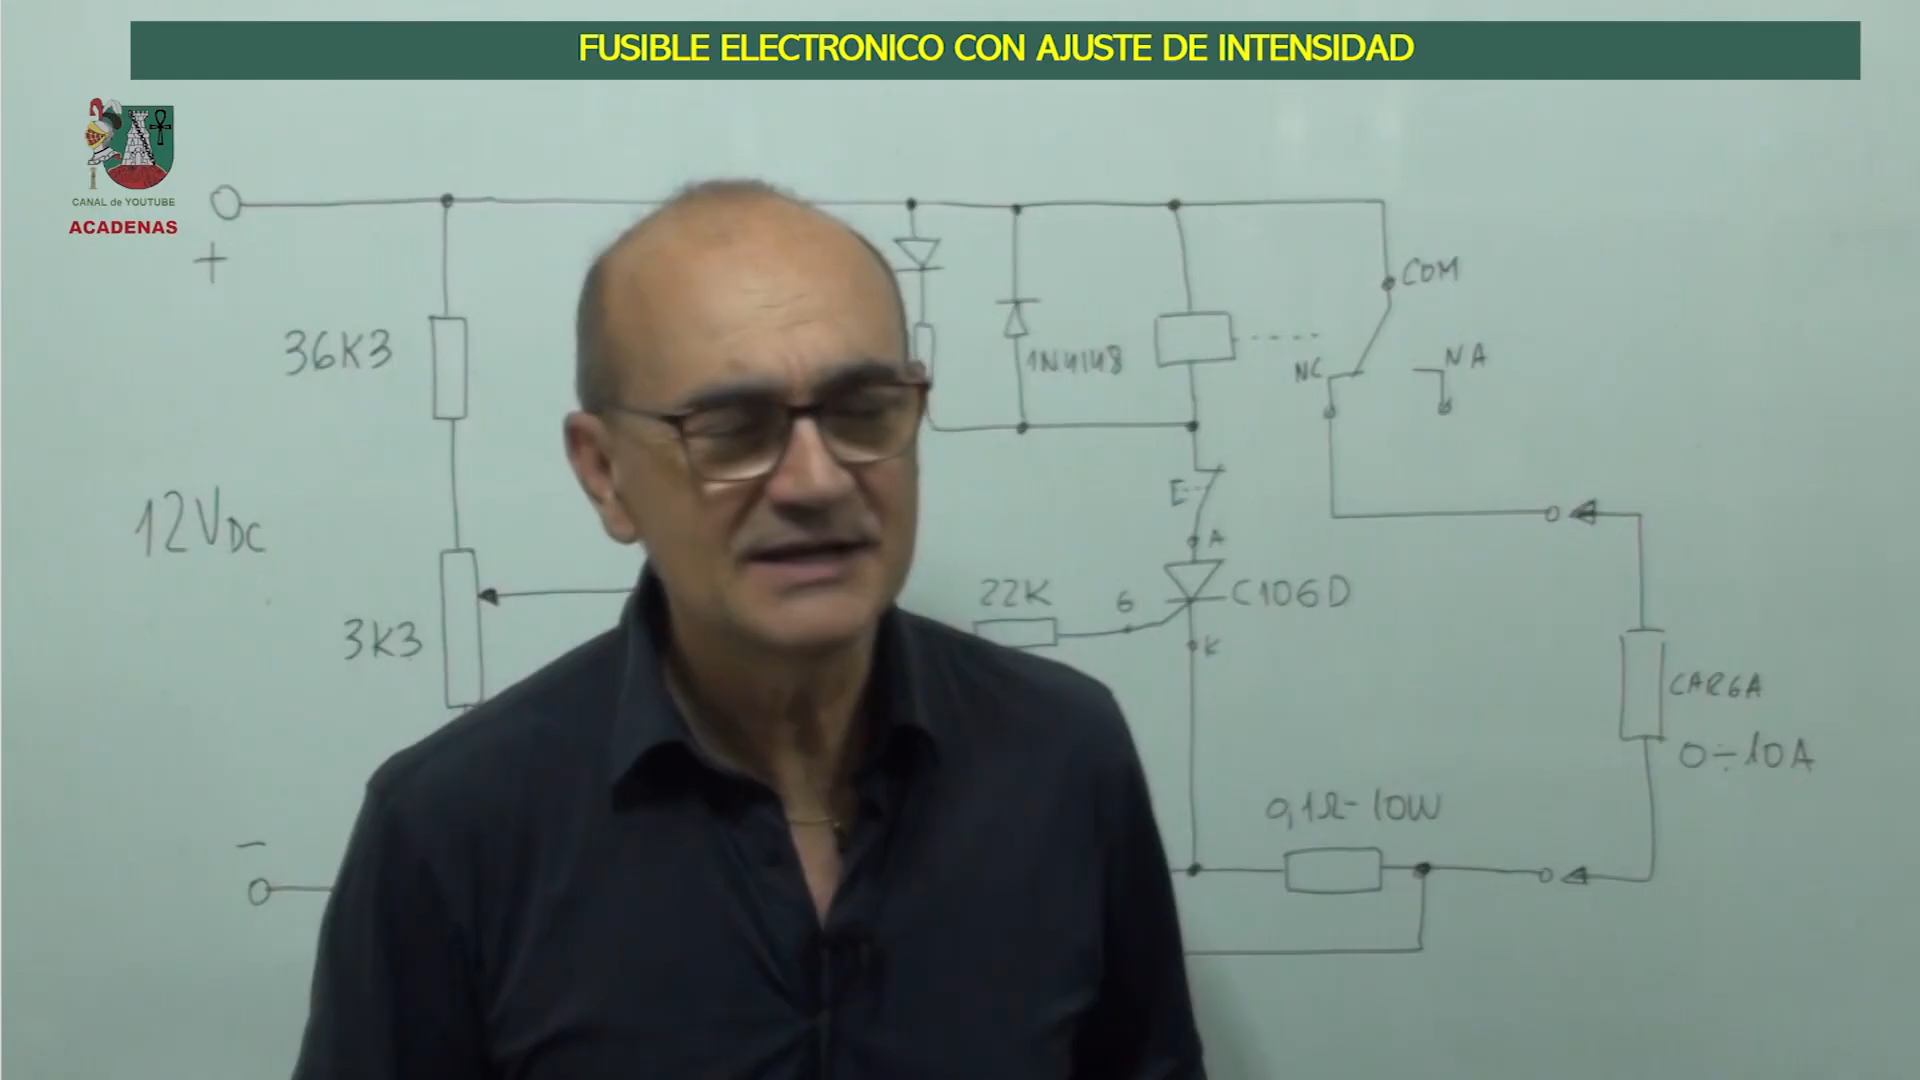 FUSIBLE ELECTRONICO CON AJUSTE DE INTENSIDAD
CANAL de YOUTUBE
ACADENAS
+
COM
36K3
1N4148
NC
NA
12VDC
E
A
22K
G
C106D
3K3
K
CARGA
0÷10A
0,1Ω-10W
-